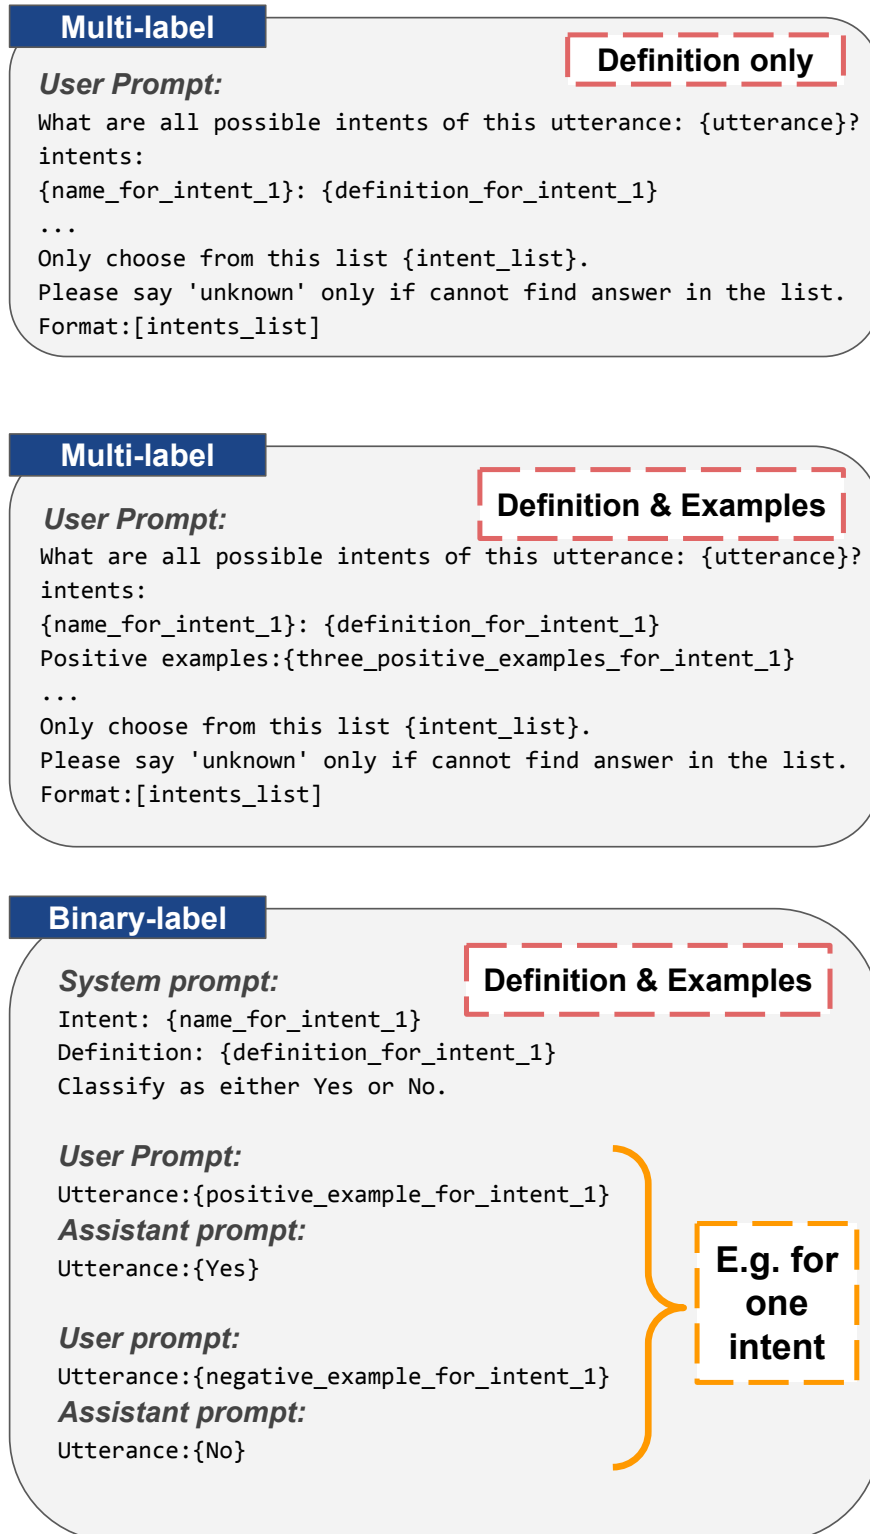 Multi-label
Definition only
User Prompt:
What are all possible intents of this utterance: {utterance}?
intents:
{name_for_intent_1}: {definition_for_intent_1}
...
Only choose from this list {intent_list}.
Please say 'unknown' only if cannot find answer in the list.
Format:[intents_list]
Multi-label
Definition & Examples
User Prompt:
What are all possible intents of this utterance: {utterance}?
intents:
{name_for_intent_1}: {definition_for_intent_1}
Positive examples:{three_positive_examples_for_intent_1}
...
Only choose from this list {intent_list}.
Please say 'unknown' only if cannot find answer in the list.
Format:[intents_list]
Binary-label
Definition & Examples
System prompt:
Intent: {name_for_intent_1}
Definition: {definition_for_intent_1}
Classify as either Yes or No.
User Prompt:
Utterance:{positive_example_for_intent_1}
Assistant prompt:
Utterance:{Yes}
User prompt:
Utterance:{negative_example_for_intent_1}
Assistant prompt:
Utterance:{No}
E.g. for
one
intent